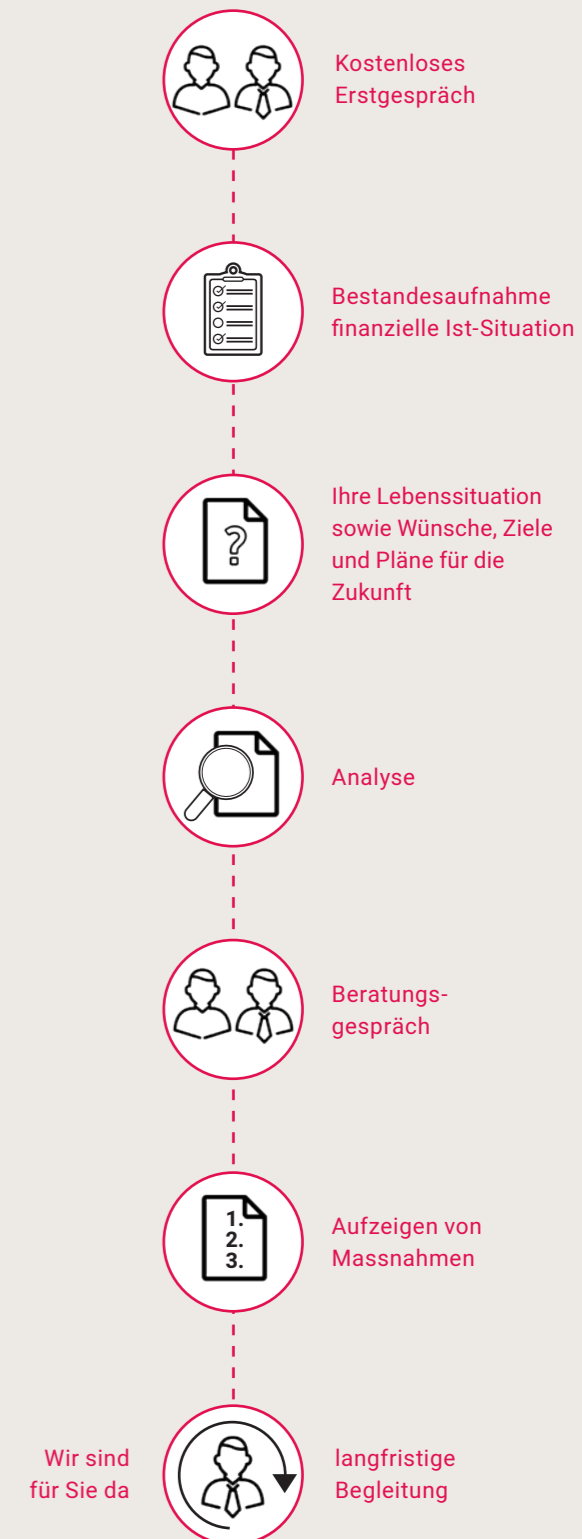 Kostenloses
Erstgespräch
Bestandesaufnahme
finanzielle Ist-Situation
Ihre Lebenssituation
sowie Wünsche, Ziele
und Pläne für die
Zukunft
?
Analyse
Beratungs-
gespräch
1.
2.
3.
Aufzeigen von
Massnahmen
Wir sind
für Sie da
langfristige
Begleitung